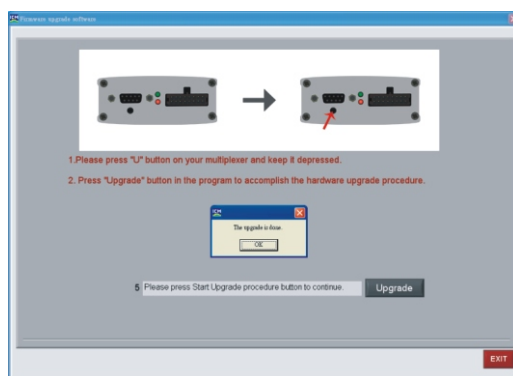 Firmware upgrade software
1.Please press "U" button on your multiplexer and keep it depressed.
2. Press "Upgrade" button in the program to accomplish the hardware upgrade procedure.
The upgrade is done.
OK
5 Please press Start Upgrade procedure button to continue. Upgrade
EXIT